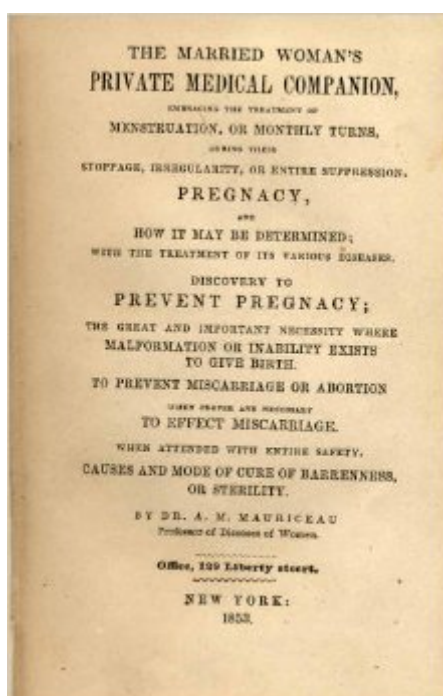 THE MARRIED WOMAN'S
PRIVATE MEDICAL COMPANION,
EMBRACING THE TREATMENT OF
MENSTRUATION, OR MONTHLY TURNS,
DURING THEIR
STOPPAGE, IRREGULARITY, OR ENTIRE SUPPRESSION.
PREGNACY,
AND
HOW IT MAY BE DETERMINED;
WITH THE TREATMENT OF ITS VARIOUS DISEASES.
DISCOVERY TO
PREVENT PREGNACY;
THE GREAT AND IMPORTANT NECESSITY WHERE
MALFORMATION OR INABILITY EXISTS
TO GIVE BIRTH.
TO PREVENT MISCARRIAGE OR ABORTION
WHEN PROPER AND NECESSARY
TO EFFECT MISCARRIAGE.
WHEN ATTENDED WITH ENTIRE SAFETY,
CAUSES AND MODE OF CURE OF BARRENNESS,
OR STERILITY.
BY DR. A. M. MAURICEAU
Professor of Diseases of Women.
Office, 129 Liberty steert.
NEW YORK:
1853.